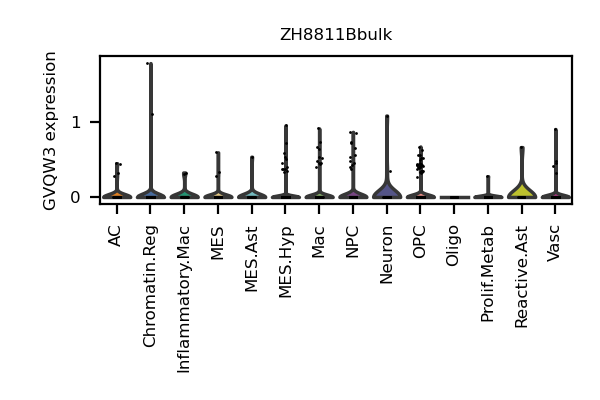 ZH8811Bbulk
GVQW3 expression
1
0
AC
Chromatin.Reg
Inflammatory.Mac
MES
MES.Ast
MES.Hyp
Mac
NPC
Neuron
OPC
Oligo
Prolif.Metab
Reactive.Ast
Vasc